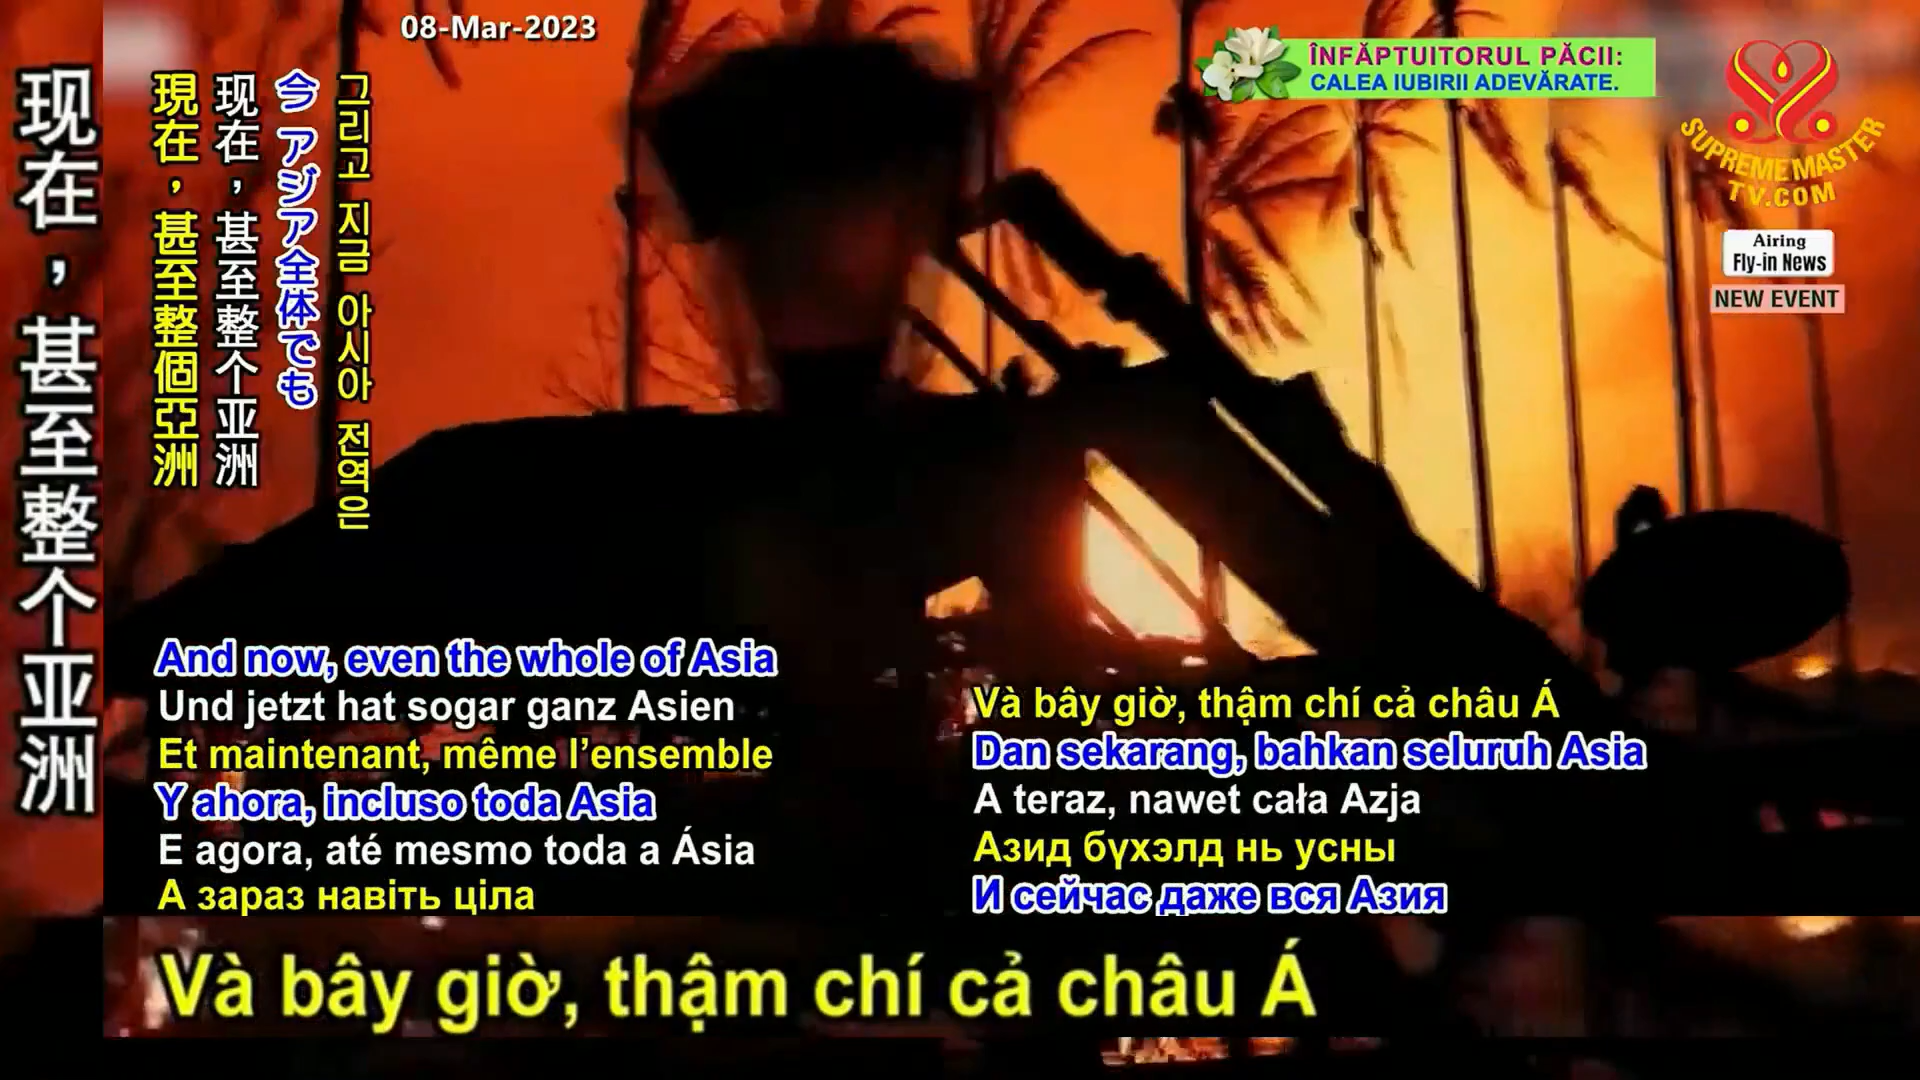 08-Mar-2023
ÎNFĂPTUITORUL PĂCII:
CALEA IUBIRII ADEVĂRATE.
SUPREME MASTER
TV.COM
Airing
Fly-in News
NEW EVENT
现在，甚至整个亚洲
現在，甚至整個亞洲
现在，甚至整个亚洲
今 アジア全体でも
그리고 지금 아시아 전역은
And now, even the whole of Asia
Und jetzt hat sogar ganz Asien
Et maintenant, même l’ensemble
Y ahora, incluso toda Asia
E agora, até mesmo toda a Ásia
А зараз навіть ціла
Và bây giờ, thậm chí cả châu Á
Dan sekarang, bahkan seluruh Asia
A teraz, nawet cała Azja
Азид бүхэлд нь усны
И сейчас даже вся Азия
Và bây giờ, thậm chí cả châu Á